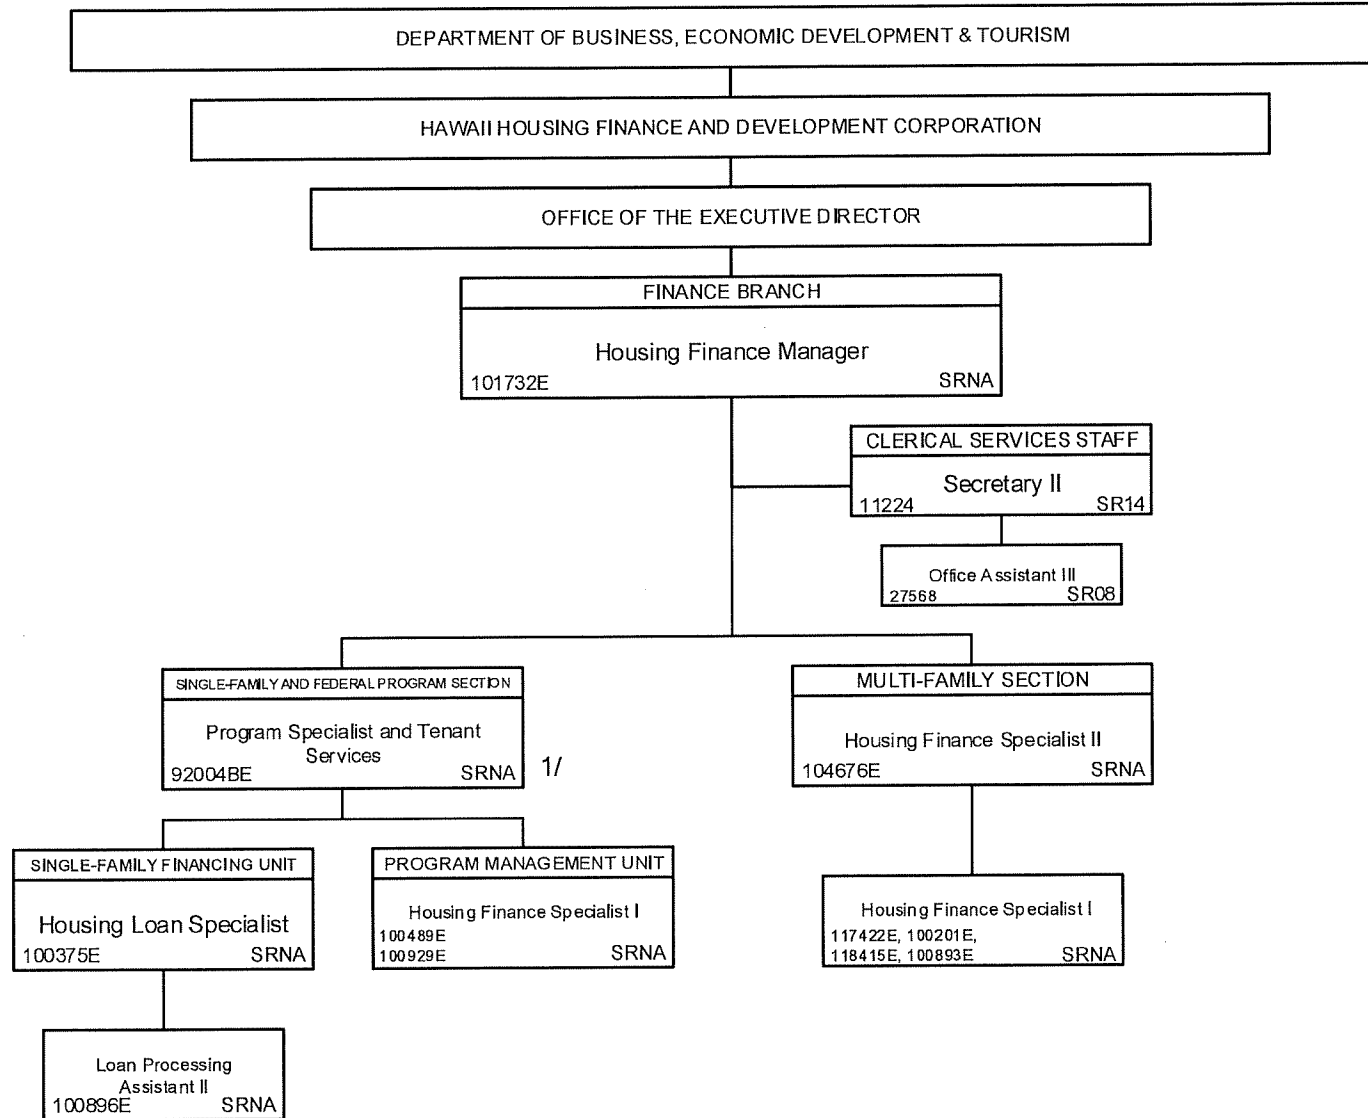 DEPARTMENT OF BUSINESS, ECONOMIC DEVELOPMENT & TOURISM
HAWAII HOUSING FINANCE AND DEVELOPMENT CORPORATION
OFFICE OF THE EXECUTIVE DIRECTOR
FINANCE BRANCH
Housing Finance Manager
101732E SRNA
CLERICAL SERVICES STAFF
Secretary II
11224 SR14
Office Assistant III
27568 SR08
SINGLE-FAMILY AND FEDERAL PROGRAM SECTION
Program Specialist and Tenant
Services
92004BE SRNA 1/
MULTI-FAMILY SECTION
Housing Finance Specialist II
104676E SRNA
SINGLE-FAMILY FINANCING UNIT
Housing Loan Specialist
100375E SRNA
PROGRAM MANAGEMENT UNIT
Housing Finance Specialist I
100489E
100929E SRNA
Housing Finance Specialist I
117422E, 100201E,
118415E, 100893E SRNA
Loan Processing
Assistant II
100896E SRNA